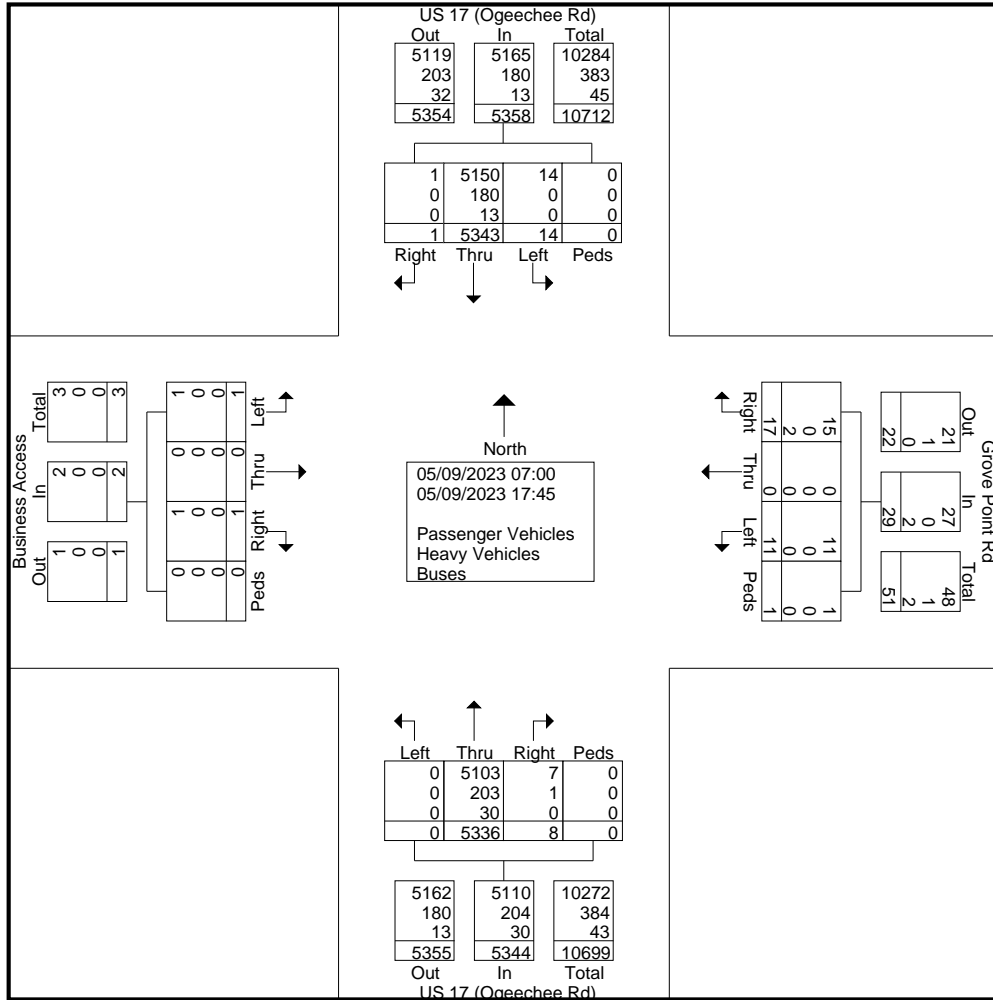 US 17 (Ogeechee Rd)
Out In Total
5119 5165 10284
203 180 383
32 13 45
5354 5358 10712
1 5150 14 0
0 180 0 0
0 13 0 0
1 5343 14 0
Right Thru Left Peds
Business Access
Out In Total
1 2 3
0 0 0
0 0 0
1 2 3
1 0 1 0
0 0 0 0
0 0 0 0
1 0 1 0
Peds Right Thru Left
North
05/09/2023 07:00
05/09/2023 17:45
Passenger Vehicles
Heavy Vehicles
Buses
Right Thru Left Peds
17 0 11 1
2 0 0 0
0 0 0 0
15 0 11 1
Grove Point Rd
Out In Total
21 27 48
1 0 1
0 2 2
22 29 51
Left Thru Right Peds
0 5103 7 0
0 203 1 0
0 30 0 0
0 5336 8 0
5162 5110 10272
180 204 384
13 30 43
5355 5344 10699
Out In Total
US 17 (Ogeechee Rd)